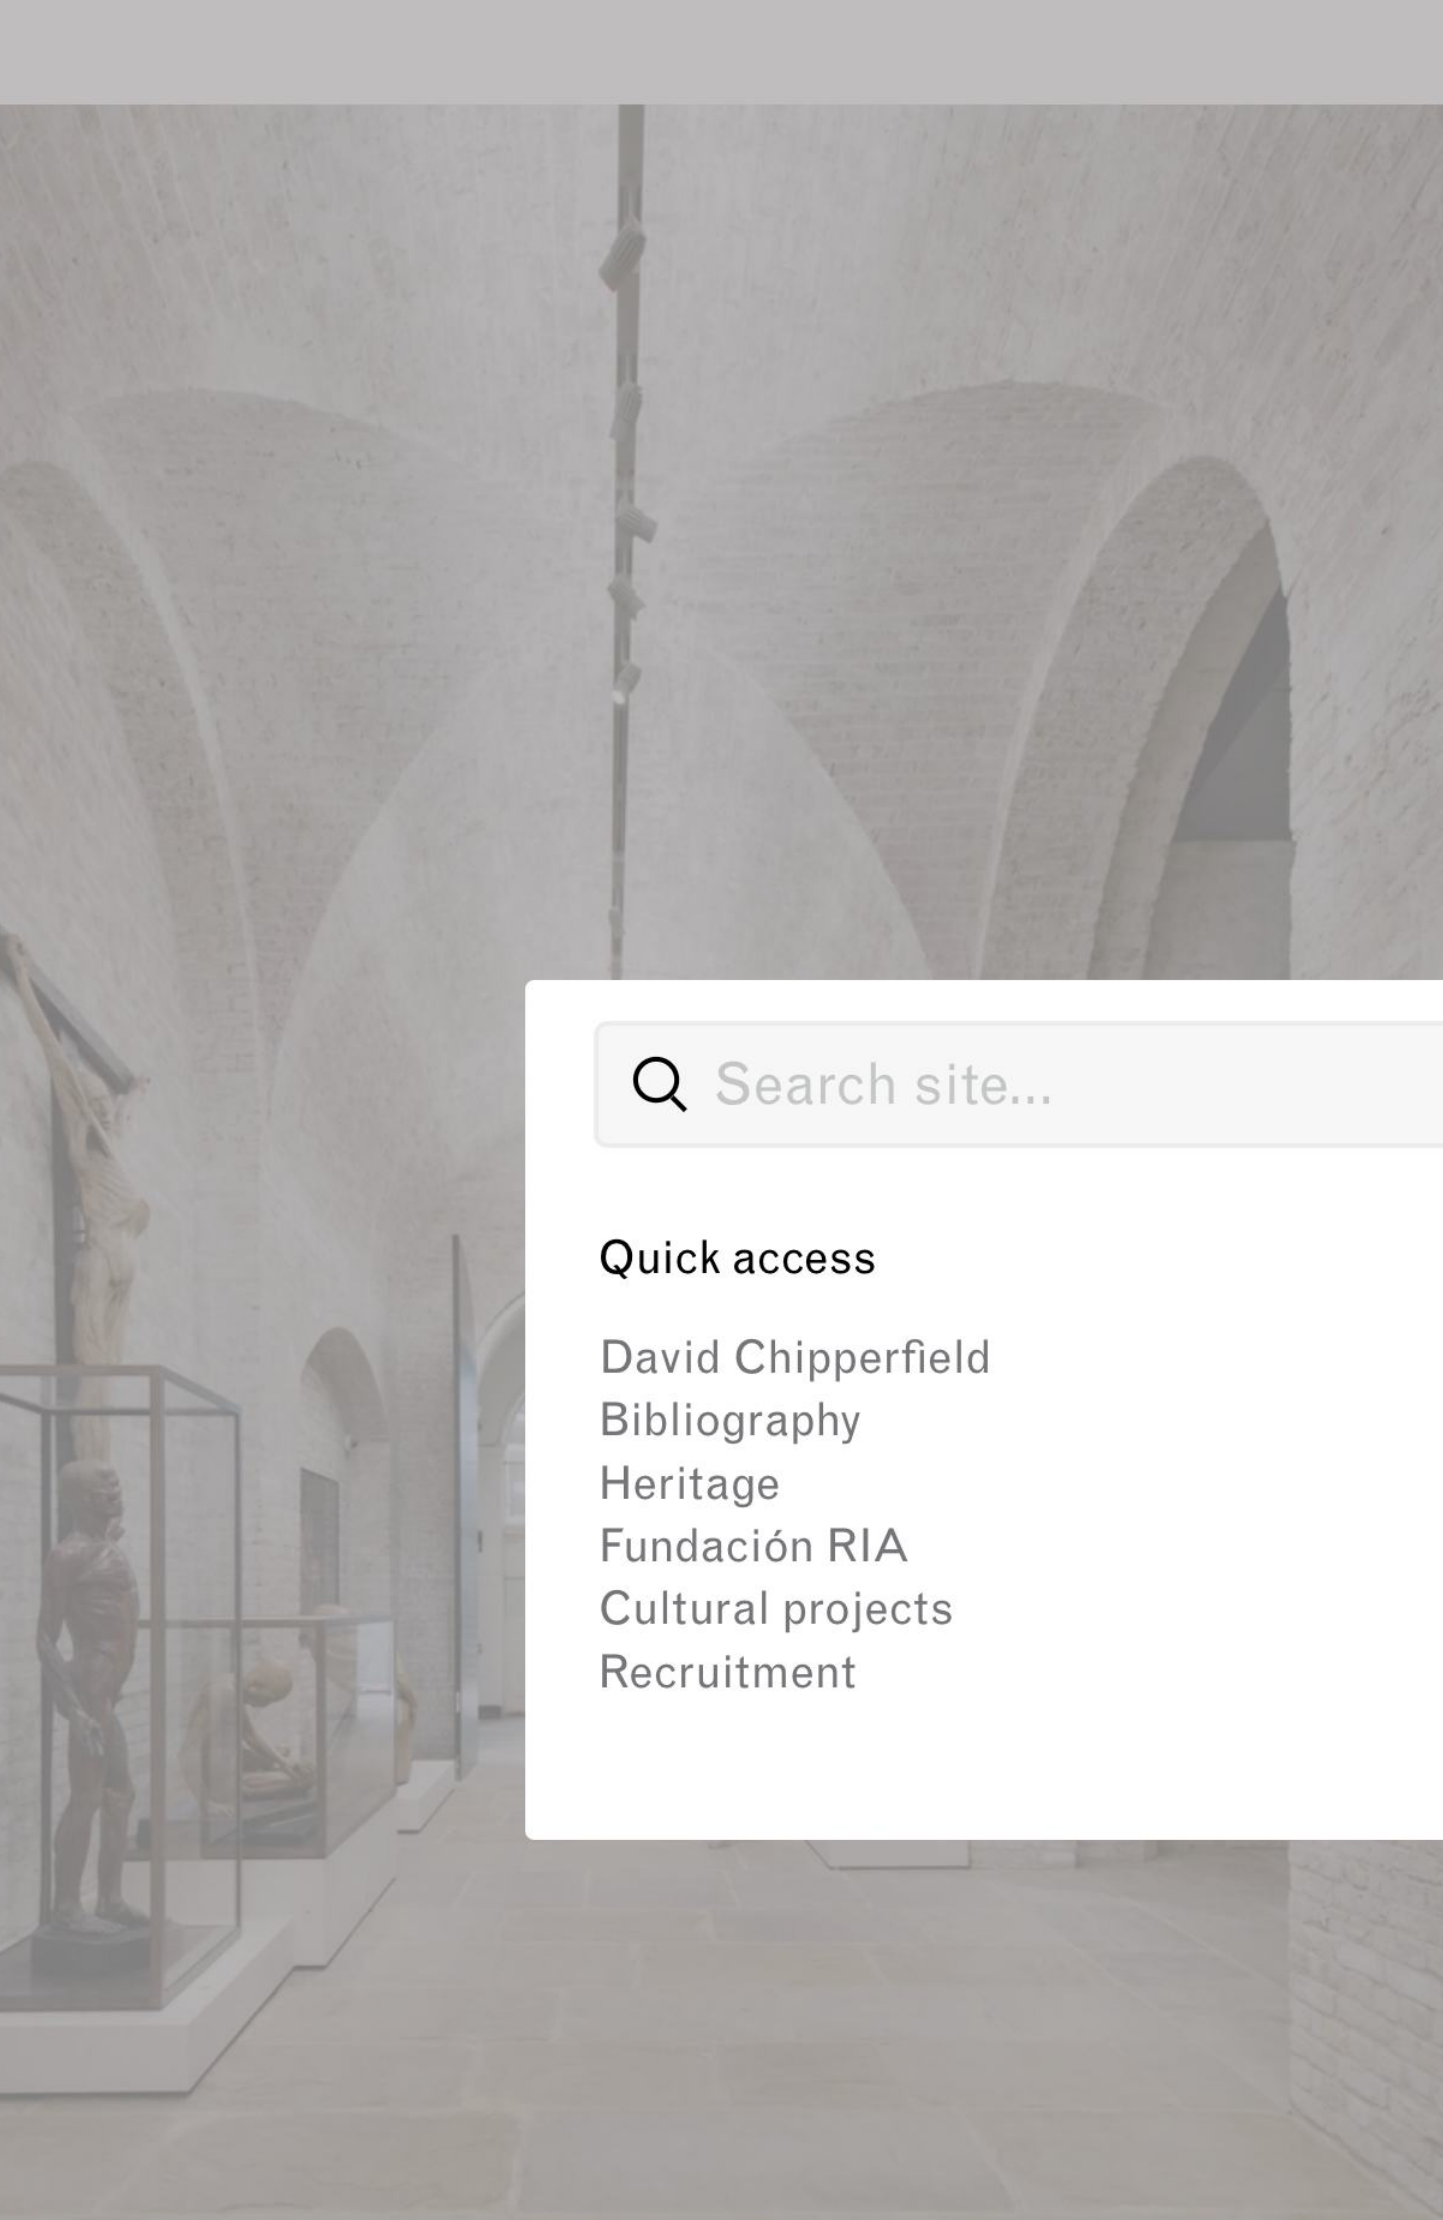 Search site...
Quick access
David Chipperfield
Bibliography
Heritage
Fundación RIA
Cultural projects
Recruitment